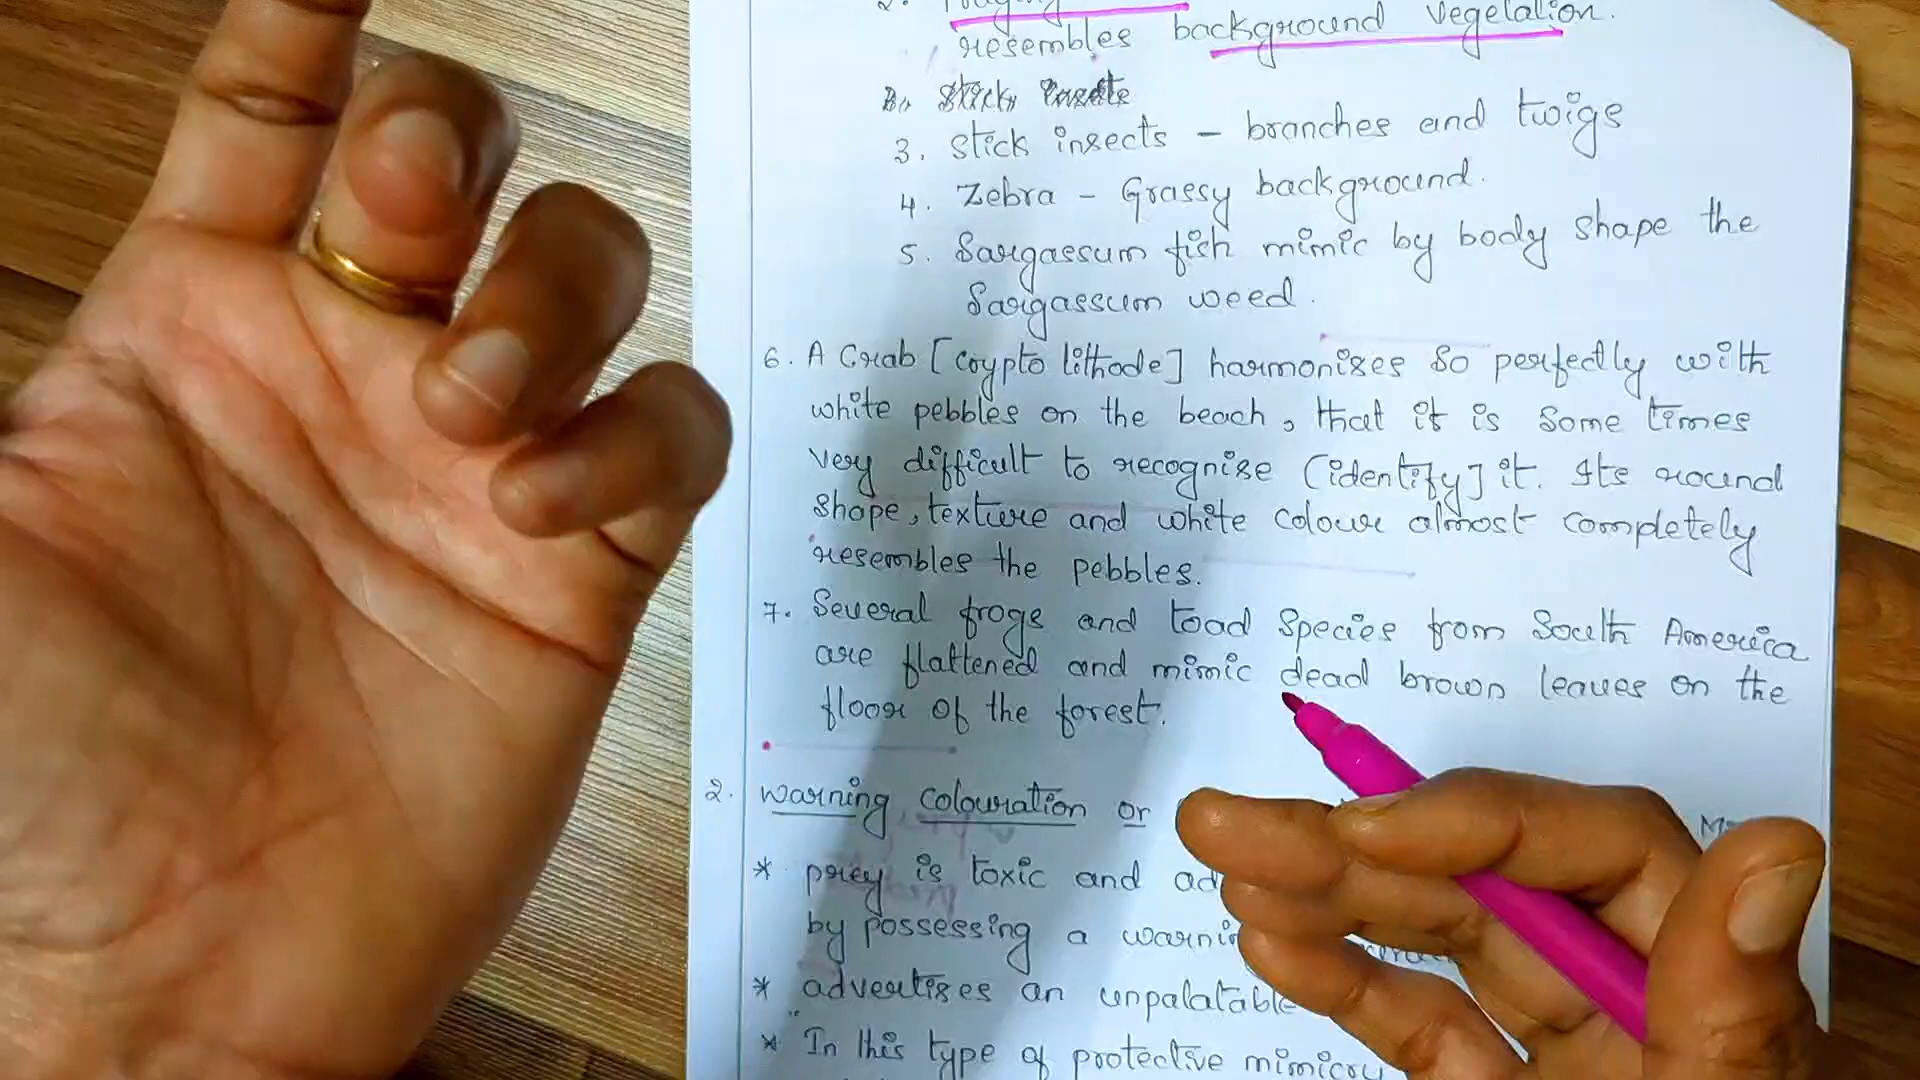 2.
resembles background vegetation.
3. Stick insects - branches and twigs
4. Zebra - Grassy background.
5. Sargassum fish mimic by body shape the
Sargassum weed.
6. A Crab [Crypto lithode] harmonises so perfectly with
white pebbles on the beach, that it is some times
very difficult to recognise [identify] it. Its round
shape, texture and white colour almost completely
resembles the pebbles.
7. Several frogs and toad species from South America
are flattened and mimic dead brown leaves on the
floor of the forest.
2. Warning colouration or
* prey is toxic and
by possessing a
* advertises an
* In this type of protective mimicry